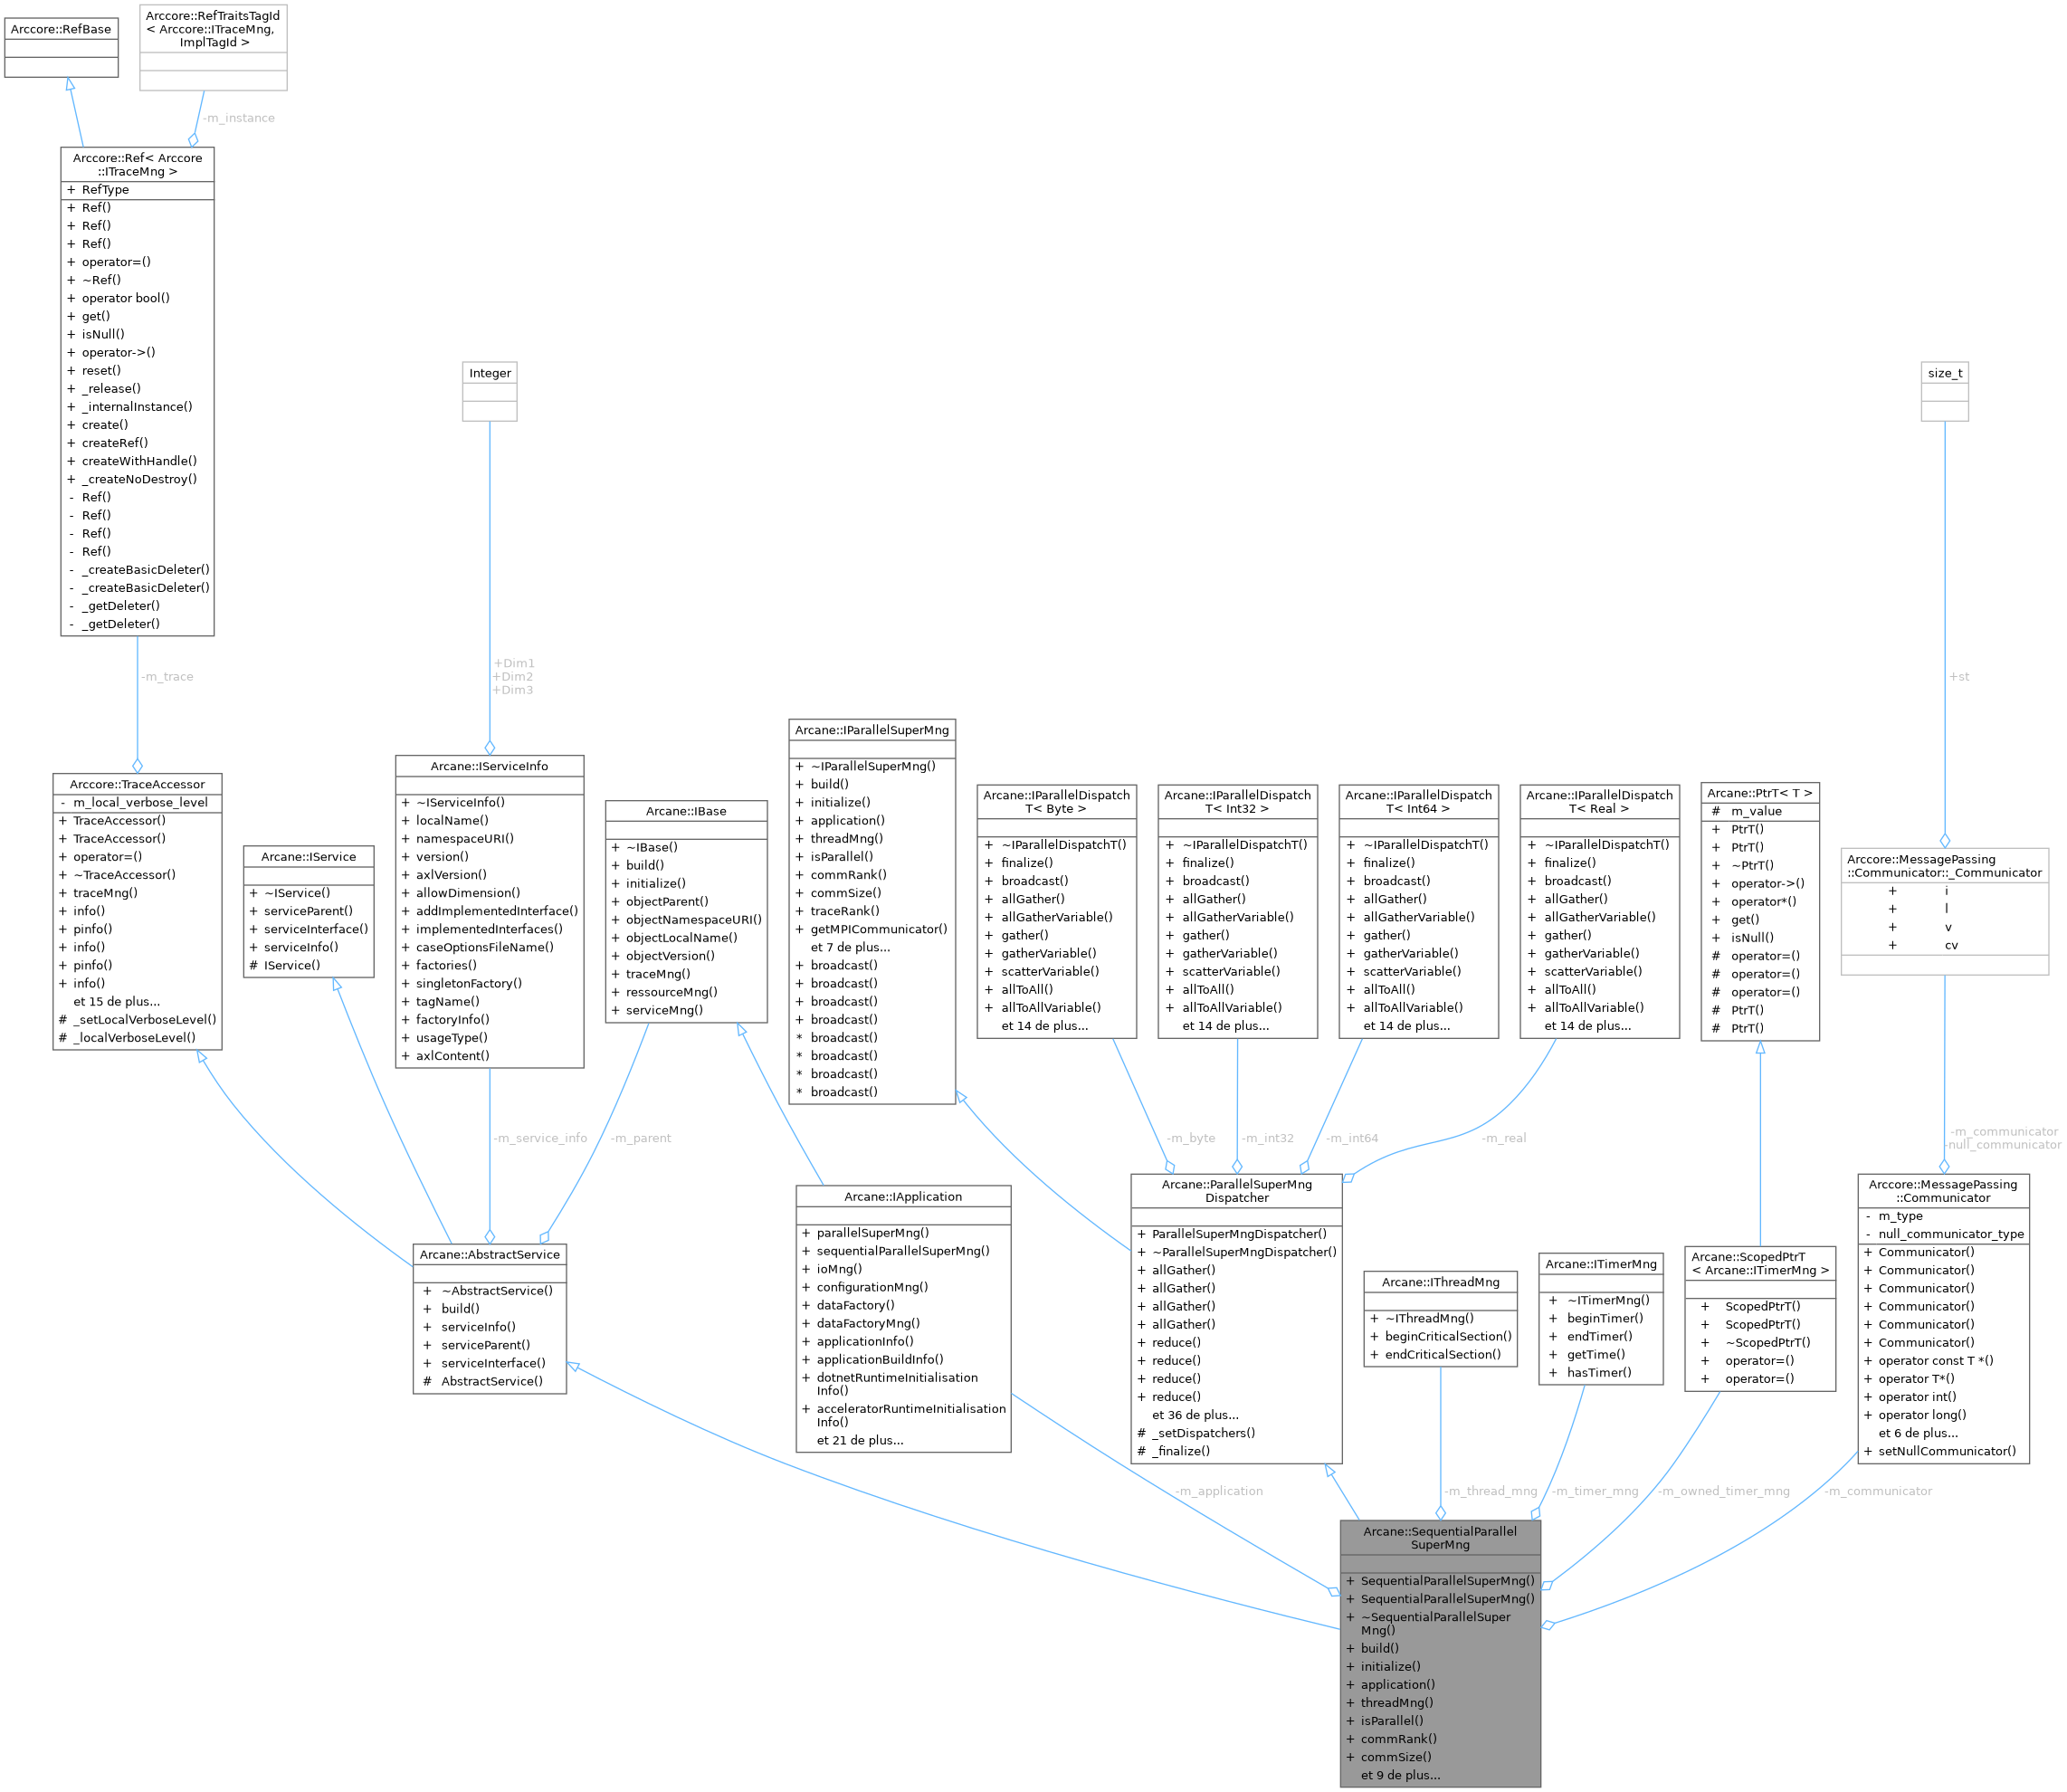 Arccore::RefBase
Arccore::RefTraitsTagId
< Arccore::ITraceMng,
ImplTagId >
-m_instance
Arccore::Ref< Arccore
::ITraceMng >
+ RefType
+ Ref()
+ Ref()
+ Ref()
+ operator=()
+ ~Ref()
+ operator bool()
+ get()
+ isNull()
+ operator->()
+ reset()
+ _release()
+ _internalInstance()
+ create()
+ createRef()
+ createWithHandle()
+ _createNoDestroy()
- Ref()
- Ref()
- Ref()
- Ref()
- _createBasicDeleter()
- _createBasicDeleter()
- _getDeleter()
- _getDeleter()
-m_trace
Arccore::TraceAccessor
- m_local_verbose_level
+ TraceAccessor()
+ TraceAccessor()
+ operator=()
+ ~TraceAccessor()
+ traceMng()
+ info()
+ pinfo()
+ info()
+ pinfo()
+ info()
et 15 de plus...
# _setLocalVerboseLevel()
# _localVerboseLevel()
Arcane::IService
+ ~IService()
+ serviceParent()
+ serviceInterface()
+ serviceInfo()
# IService()
Integer
+Dim1
+Dim2
+Dim3
Arcane::IServiceInfo
+ ~IServiceInfo()
+ localName()
+ namespaceURI()
+ version()
+ axlVersion()
+ allowDimension()
+ addImplementedInterface()
+ implementedInterfaces()
+ caseOptionsFileName()
+ factories()
+ singletonFactory()
+ tagName()
+ factoryInfo()
+ usageType()
+ axlContent()
-m_service_info
Arcane::IBase
+ ~IBase()
+ build()
+ initialize()
+ objectParent()
+ objectNamespaceURI()
+ objectLocalName()
+ objectVersion()
+ traceMng()
+ ressourceMng()
+ serviceMng()
-m_parent
Arcane::AbstractService
+ ~AbstractService()
+ build()
+ serviceInfo()
+ serviceParent()
+ serviceInterface()
# AbstractService()
Arcane::IParallelSuperMng
+ ~IParallelSuperMng()
+ build()
+ initialize()
+ application()
+ threadMng()
+ isParallel()
+ commRank()
+ commSize()
+ traceRank()
+ getMPICommunicator()
et 7 de plus...
+ broadcast()
+ broadcast()
+ broadcast()
+ broadcast()
* broadcast()
* broadcast()
* broadcast()
* broadcast()
Arcane::IParallelDispatch
T< Byte >
+ ~IParallelDispatchT()
+ finalize()
+ broadcast()
+ allGather()
+ allGatherVariable()
+ gather()
+ gatherVariable()
+ scatterVariable()
+ allToAll()
+ allToAllVariable()
et 14 de plus...
Arcane::IParallelDispatch
T< Int32 >
+ ~IParallelDispatchT()
+ finalize()
+ broadcast()
+ allGather()
+ allGatherVariable()
+ gather()
+ gatherVariable()
+ scatterVariable()
+ allToAll()
+ allToAllVariable()
et 14 de plus...
Arcane::IParallelDispatch
T< Int64 >
+ ~IParallelDispatchT()
+ finalize()
+ broadcast()
+ allGather()
+ allGatherVariable()
+ gather()
+ gatherVariable()
+ scatterVariable()
+ allToAll()
+ allToAllVariable()
et 14 de plus...
Arcane::IParallelDispatch
T< Real >
+ ~IParallelDispatchT()
+ finalize()
+ broadcast()
+ allGather()
+ allGatherVariable()
+ gather()
+ gatherVariable()
+ scatterVariable()
+ allToAll()
+ allToAllVariable()
et 14 de plus...
-m_byte
-m_int32
-m_int64
-m_real
Arcane::IApplication
+ parallelSuperMng()
+ sequentialParallelSuperMng()
+ ioMng()
+ configurationMng()
+ dataFactory()
+ dataFactoryMng()
+ applicationInfo()
+ applicationBuildInfo()
+ dotnetRuntimeInitialisation
Info()
+ acceleratorRuntimeInitialisation
Info()
et 21 de plus...
-m_application
Arcane::ParallelSuperMng
Dispatcher
+ ParallelSuperMngDispatcher()
+ ~ParallelSuperMngDispatcher()
+ allGather()
+ allGather()
+ allGather()
+ allGather()
+ reduce()
+ reduce()
+ reduce()
+ reduce()
et 36 de plus...
# _setDispatchers()
# _finalize()
Arcane::IThreadMng
+ ~IThreadMng()
+ beginCriticalSection()
+ endCriticalSection()
-m_thread_mng
Arcane::ITimerMng
+ ~ITimerMng()
+ beginTimer()
+ endTimer()
+ getTime()
+ hasTimer()
-m_timer_mng
Arcane::PtrT< T >
# m_value
+ PtrT()
+ PtrT()
+ ~PtrT()
+ operator->()
+ operator*()
+ get()
+ isNull()
# operator=()
# operator=()
# operator=()
# PtrT()
# PtrT()
Arcane::ScopedPtrT
< Arcane::ITimerMng >
+ ScopedPtrT()
+ ScopedPtrT()
+ ~ScopedPtrT()
+ operator=()
+ operator=()
-m_owned_timer_mng
size_t
+st
Arccore::MessagePassing
::Communicator::_Communicator
+ i
+ l
+ v
+ cv
-m_communicator
-null_communicator
Arccore::MessagePassing
::Communicator
- m_type
- null_communicator_type
+ Communicator()
+ Communicator()
+ Communicator()
+ Communicator()
+ Communicator()
+ Communicator()
+ operator const T *()
+ operator T*()
+ operator int()
+ operator long()
et 6 de plus...
+ setNullCommunicator()
-m_communicator
Arcane::SequentialParallel
SuperMng
+ SequentialParallelSuperMng()
+ SequentialParallelSuperMng()
+ ~SequentialParallelSuper
Mng()
+ build()
+ initialize()
+ application()
+ threadMng()
+ isParallel()
+ commRank()
+ commSize()
et 9 de plus...